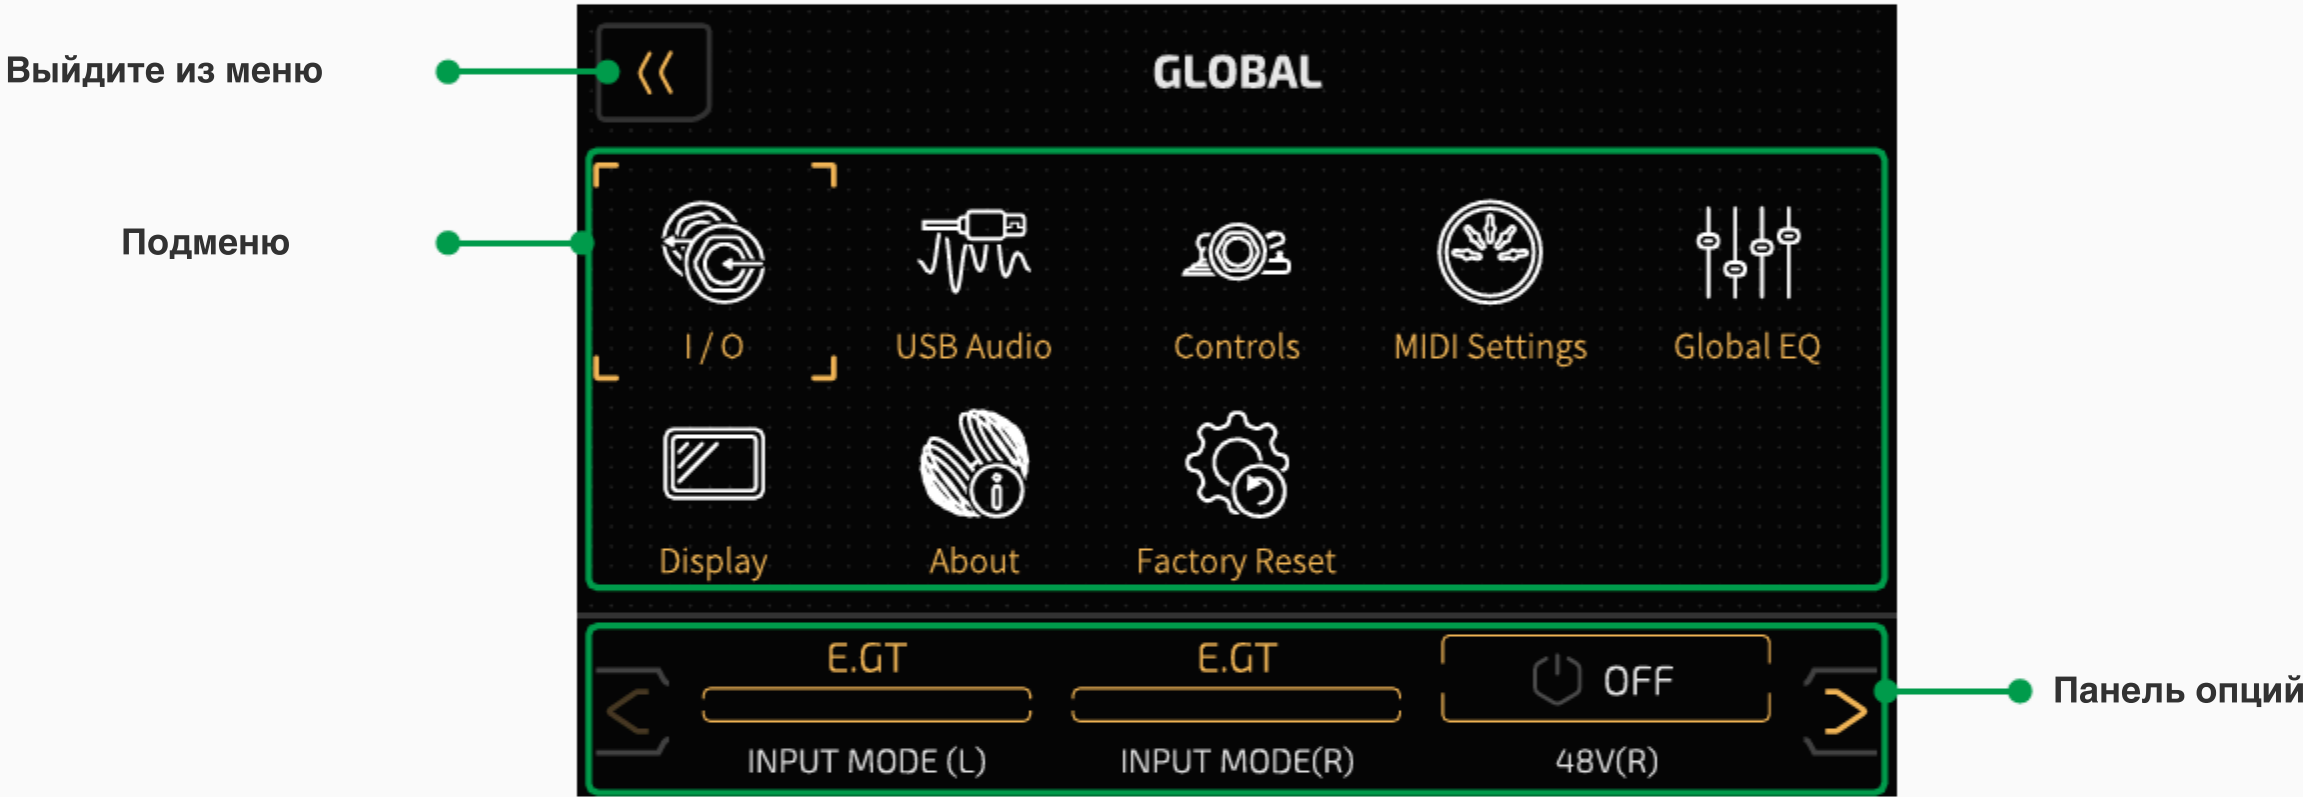 Выйдите из меню
GLOBAL
Подменю
I / O
USB Audio
Controls
MIDI Settings
Global EQ
Display
About
Factory Reset
E.GT
E.GT
OFF
Панель опций
INPUT MODE (L)
INPUT MODE(R)
48V(R)